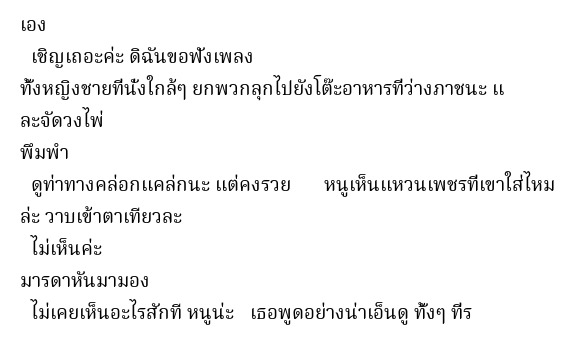 เอง
เชิญเถอะค่ะ ดิฉันขอฟังเพลง
ทั้งหญิงชายที่นั่งใกล้ๆ ยกพวกลุกไปยังโต๊ะอาหารที่ว่างภาชนะ แ
ละจัดวงไพ่
พึมพำ
ดูท่าทางคล่อกแคล่กนะ แต่คงรวย หนูเห็นแหวนเพชรที่เขาใส่ไหม
ล่ะ วาบเข้าตาเทียวละ
ไม่เห็นค่ะ
มารดาหันมามอง
ไม่เคยเห็นอะไรสักที หนูน่ะ เธอพูดอย่างน่าเอ็นดู ทั้งๆ ที่ร